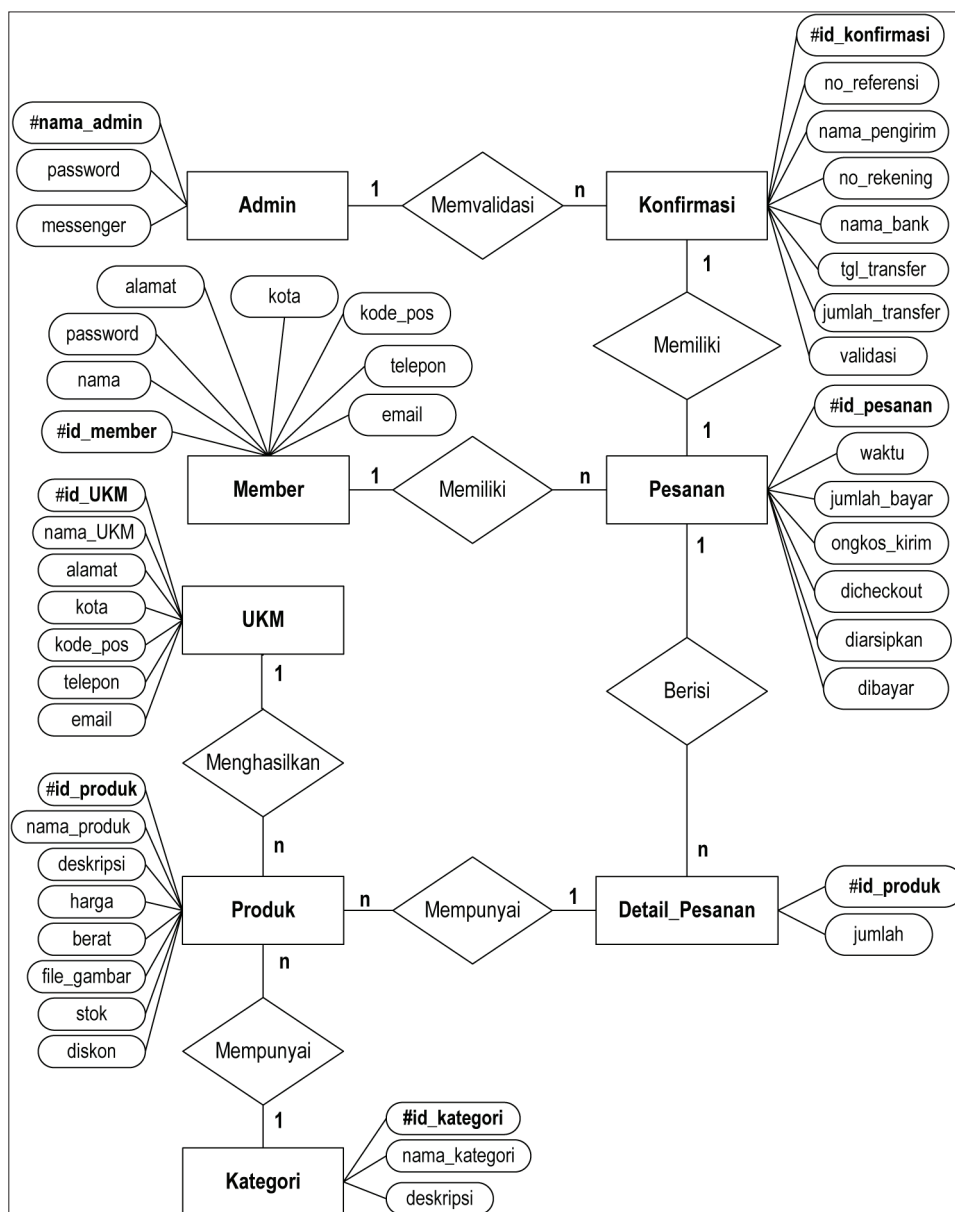 #id_konfirmasi
no_referensi
nama_pengirim
no_rekening
nama_bank
tgl_transfer
jumlah_transfer
validasi
#nama_admin
password
messenger
Admin
1
Memvalidasi
n
Konfirmasi
1
Memiliki
1
alamat
kota
kode_pos
password
telepon
nama
email
#id_member
Member
1
Memiliki
n
Pesanan
#id_pesanan
waktu
jumlah_bayar
ongkos_kirim
dicheckout
diarsipkan
dibayar
1
Berisi
n
#id_UKM
nama_UKM
alamat
kota
kode_pos
telepon
email
UKM
1
Menghasilkan
n
#id_produk
nama_produk
deskripsi
harga
berat
file_gambar
stok
diskon
Produk
n
Mempunyai
1
Detail_Pesanan
#id_produk
jumlah
n
Mempunyai
1
Kategori
#id_kategori
nama_kategori
deskripsi